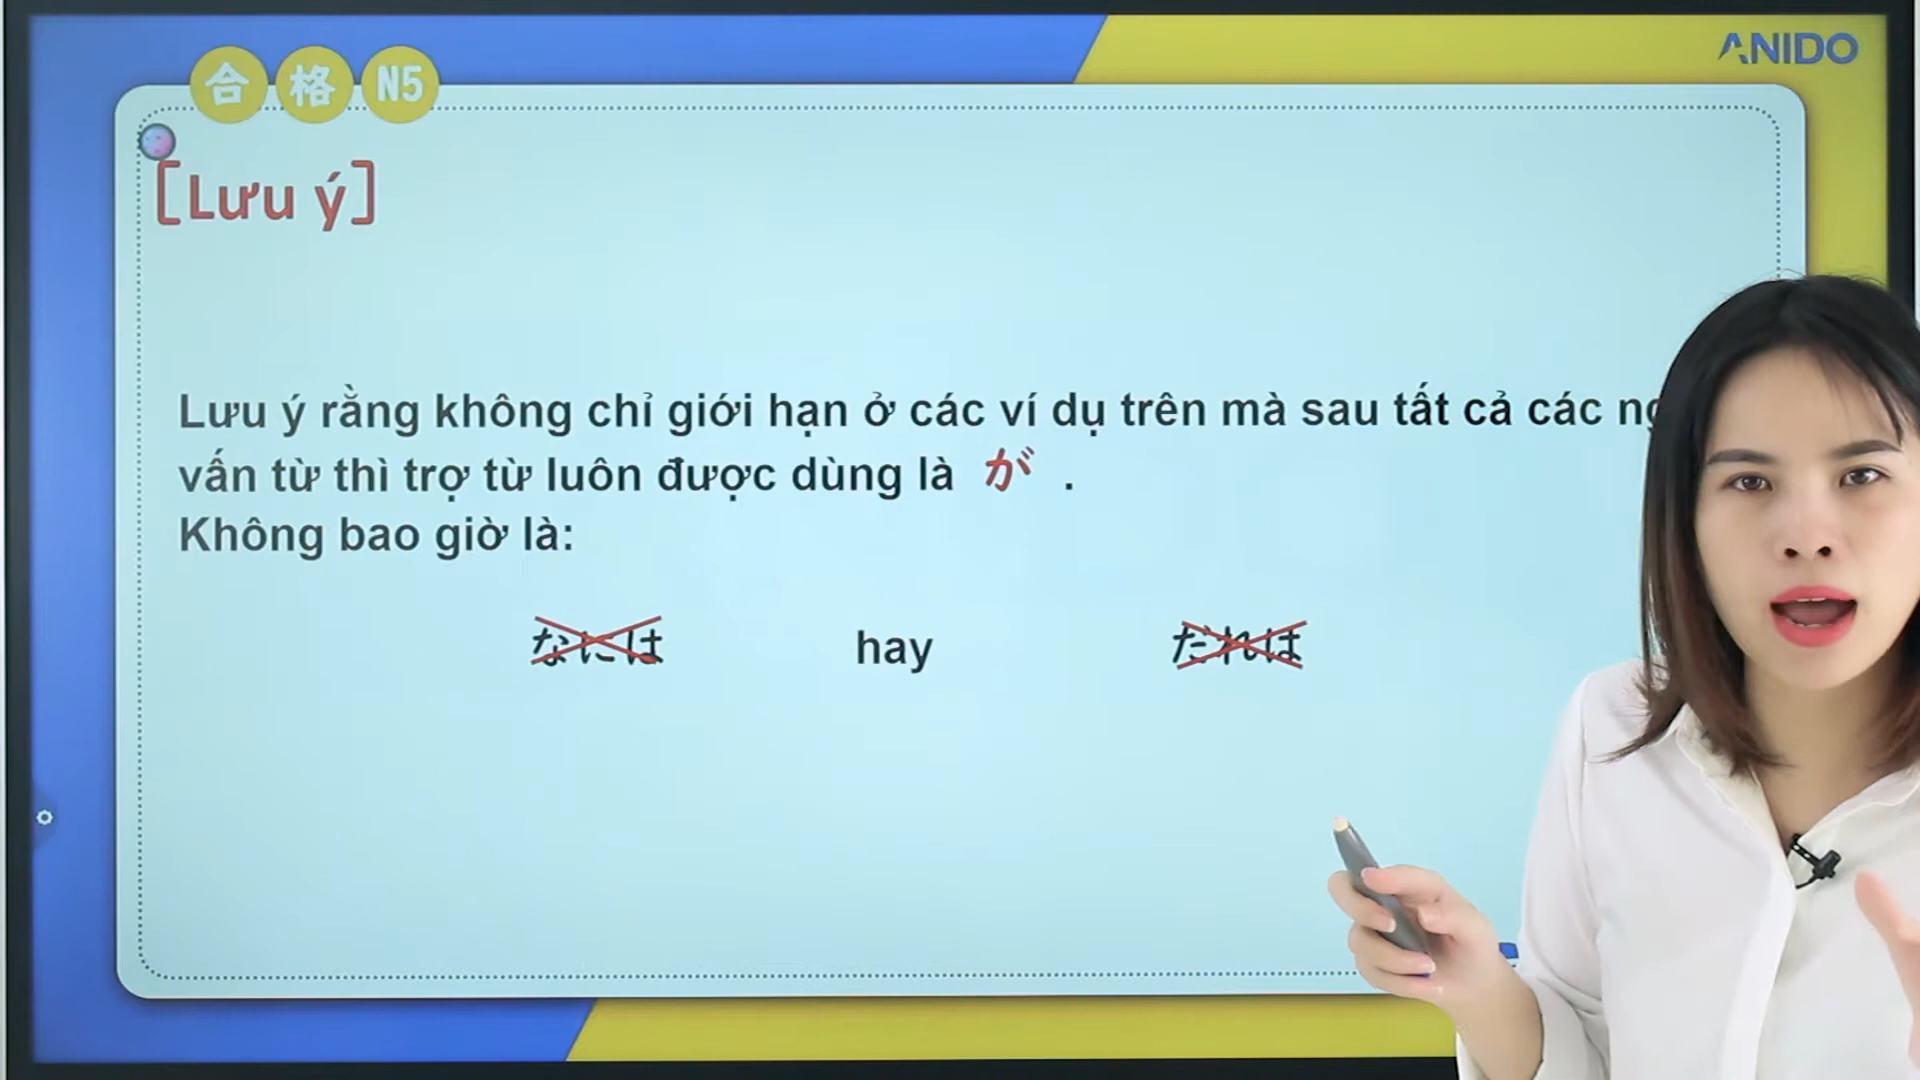 合格N5
ANIDO
[Lưu ý]
Lưu ý rằng không chỉ giới hạn ở các ví dụ trên mà sau tất cả các
vấn từ thì trợ từ luôn được dùng là が .
Không bao giờ là:
なには hay だれは